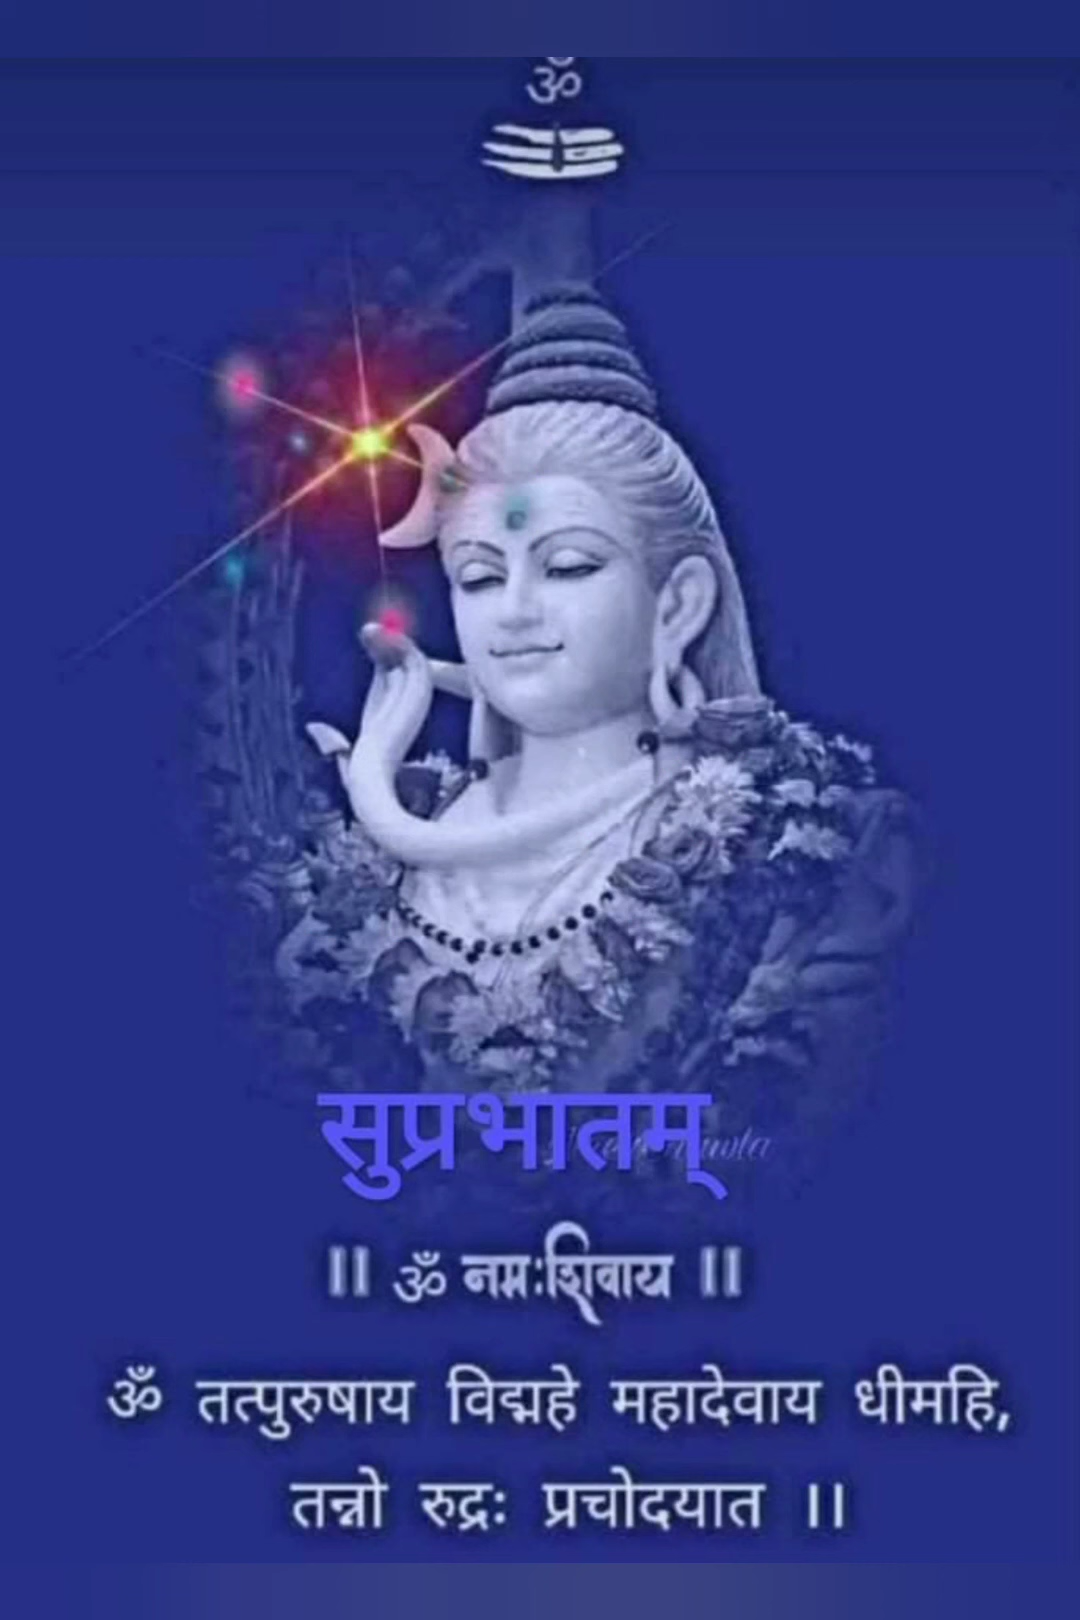 ॐ
सुप्रभातम्
॥ ॐ नमःशिवाय ॥
ॐ तत्पुरुषाय विद्महे महादेवाय धीमहि,
तन्नो रुद्रः प्रचोदयात ।।